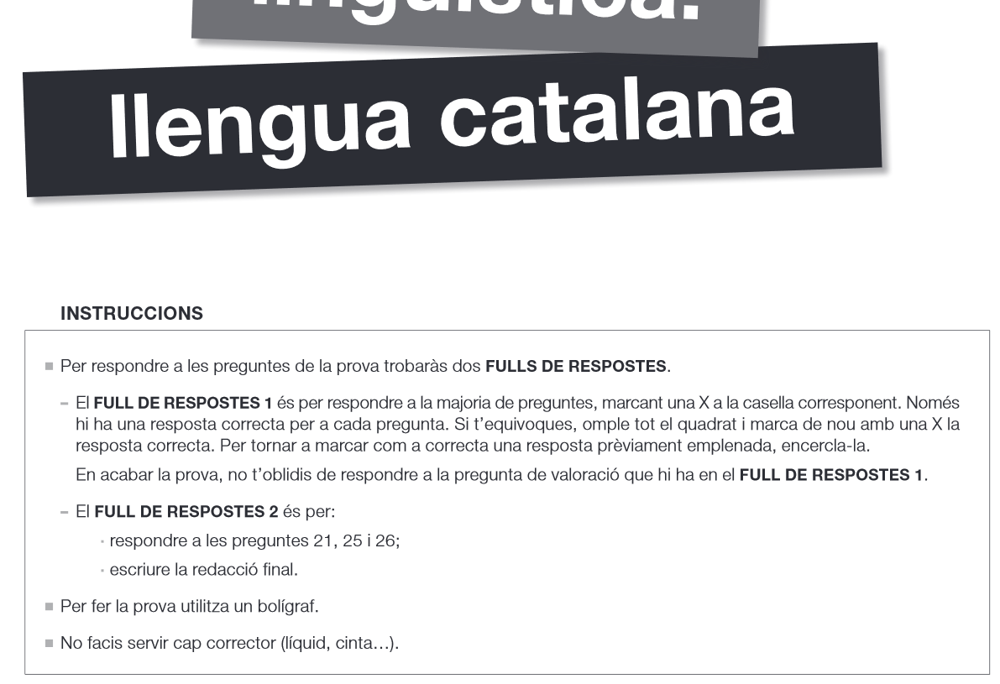 lingüística:
llengua catalana
INSTRUCCIONS
Per respondre a les preguntes de la prova trobaràs dos FULLS DE RESPOSTES.
– El FULL DE RESPOSTES 1 és per respondre a la majoria de preguntes, marcant una X a la casella corresponent. Només
hi ha una resposta correcta per a cada pregunta. Si t’equivoques, omple tot el quadrat i marca de nou amb una X la
resposta correcta. Per tornar a marcar com a correcta una resposta prèviament emplenada, encercla-la.
En acabar la prova, no t’oblidis de respondre a la pregunta de valoració que hi ha en el FULL DE RESPOSTES 1.
– El FULL DE RESPOSTES 2 és per:
· respondre a les preguntes 21, 25 i 26;
· escriure la redacció final.
Per fer la prova utilitza un bolígraf.
No facis servir cap corrector (líquid, cinta…).